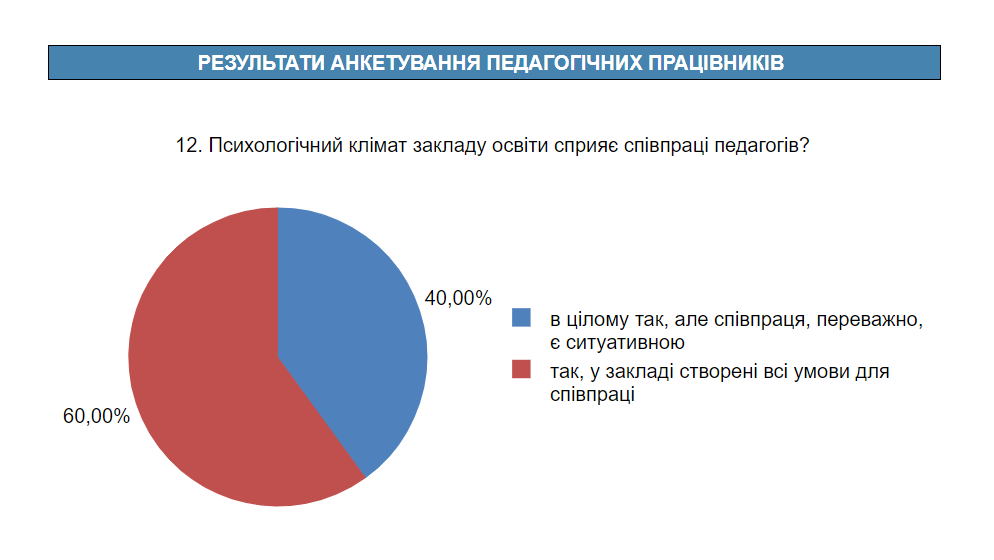 РЕЗУЛЬТАТИ АНКЕТУВАННЯ ПЕДАГОГІЧНИХ ПРАЦІВНИКІВ
12. Психологічний клімат закладу освіти сприяє співпраці педагогів?
40,00%
в цілому так, але співпраця, переважно,
є ситуативною
так, у закладі створені всі умови для
співпраці
60,00%